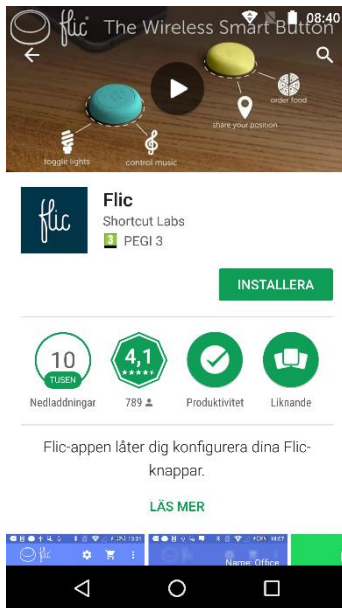 flic The Wireless Smart Button
08:40
order food
share your position
toggle lights
control music
flic
Flic
Shortcut Labs
3 PEGI 3
INSTALLERA
10
TUSEN
4,1
Nedladdningar
789
Produktivitet
Liknande
Flic-appen låter dig konfigurera dina Flic-
knappar.
LÄS MER
flic
Name: Office